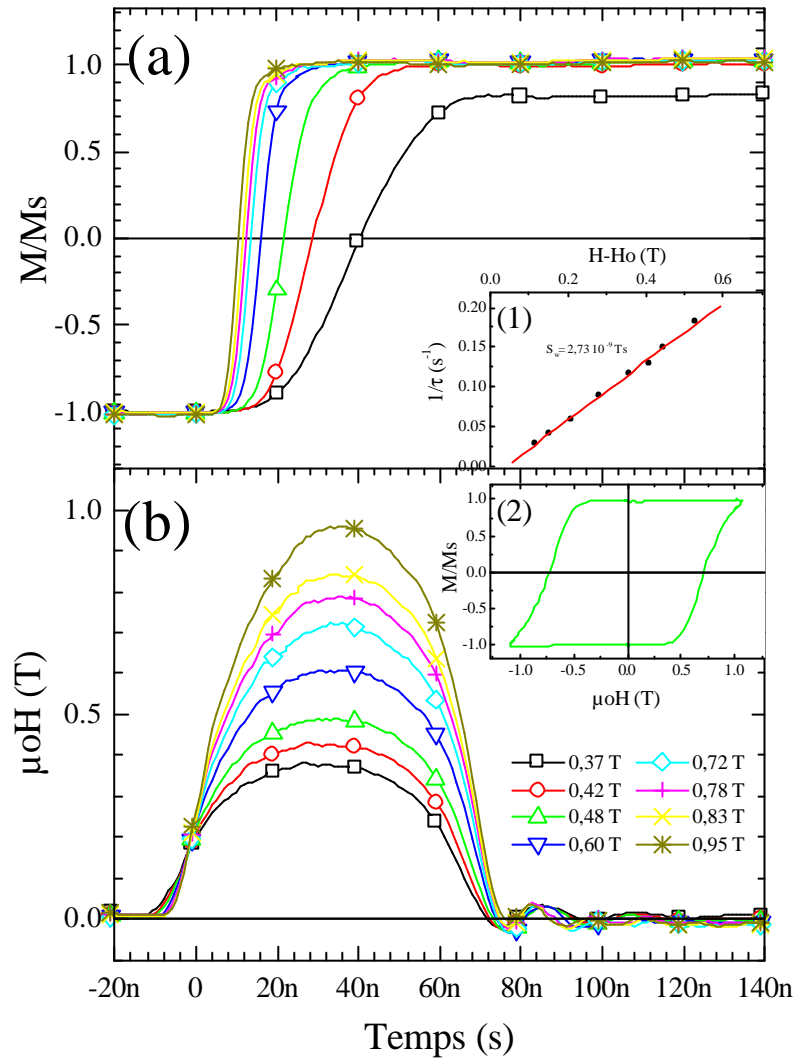 (a)
1.0
0.5
0.0
-0.5
-1.0
M/Ms
H-Ho (T)
0.0 0.2 0.4 0.6
(1)
0.20
0.15
0.10
0.05
0.00
1/τ (s⁻¹)
S_w=2,73 10⁻⁹Ts
(b)
1.0
0.5
0.0
µoH (T)
(2)
1.0
0.5
0.0
-0.5
-1.0
M/Ms
-1.0 -0.5 0.0 0.5 1.0
µoH (T)
0,37 T
0,42 T
0,48 T
0,60 T
0,72 T
0,78 T
0,83 T
0,95 T
-20n 0 20n 40n 60n 80n 100n 120n 140n
Temps (s)